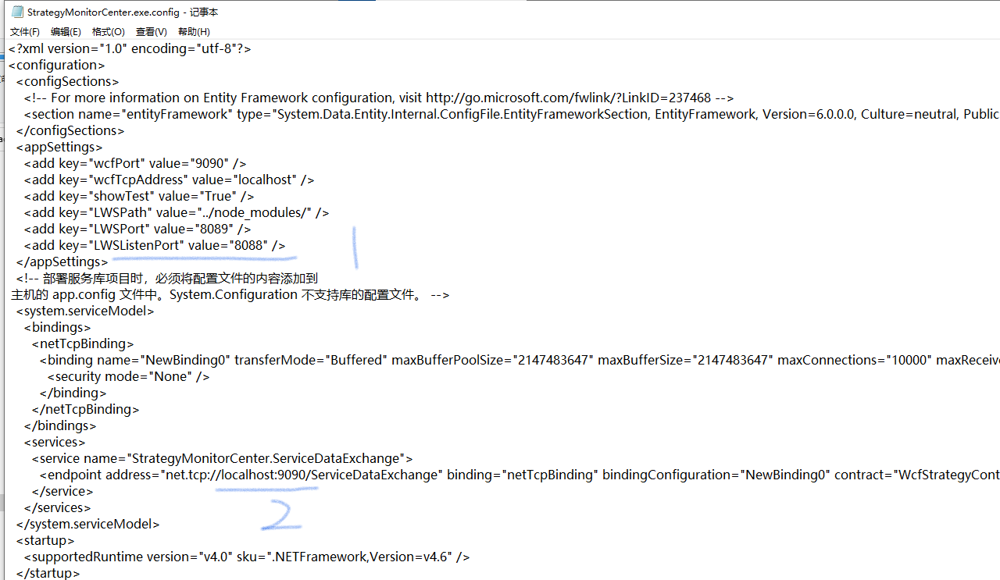 StrategyMonitorCenter.exe.config - 记事本
文件(F) 编辑(E) 格式(O) 查看(V) 帮助(H)
<?xml version="1.0" encoding="utf-8"?>
<configuration>
<configSections>
<!-- For more information on Entity Framework configuration, visit http://go.microsoft.com/fwlink/?LinkID=237468 -->
<section name="entityFramework" type="System.Data.Entity.Internal.ConfigFile.EntityFrameworkSection, EntityFramework, Version=6.0.0.0, Culture=neutral, Public
</configSections>
<appSettings>
<add key="wcfPort" value="9090" />
<add key="wcfTcpAddress" value="localhost" />
<add key="showTest" value="True" />
<add key="LWSPath" value="../node_modules/" />
<add key="LWSPort" value="8089" />
<add key="LWSListenPort" value="8088" />
1
</appSettings>
<!-- 部署服务库项目时，必须将配置文件的内容添加到
主机的 app.config 文件中。System.Configuration 不支持库的配置文件。 -->
<system.serviceModel>
<bindings>
<netTcpBinding>
<binding name="NewBinding0" transferMode="Buffered" maxBufferPoolSize="2147483647" maxBufferSize="2147483647" maxConnections="10000" maxReceive
<security mode="None" />
</binding>
</netTcpBinding>
</bindings>
<services>
<service name="StrategyMonitorCenter.ServiceDataExchange">
<endpoint address="net.tcp://localhost:9090/ServiceDataExchange" binding="netTcpBinding" bindingConfiguration="NewBinding0" contract="WcfStrategyCont
</service>
2
</services>
</system.serviceModel>
<startup>
<supportedRuntime version="v4.0" sku=".NETFramework,Version=v4.6" />
</startup>